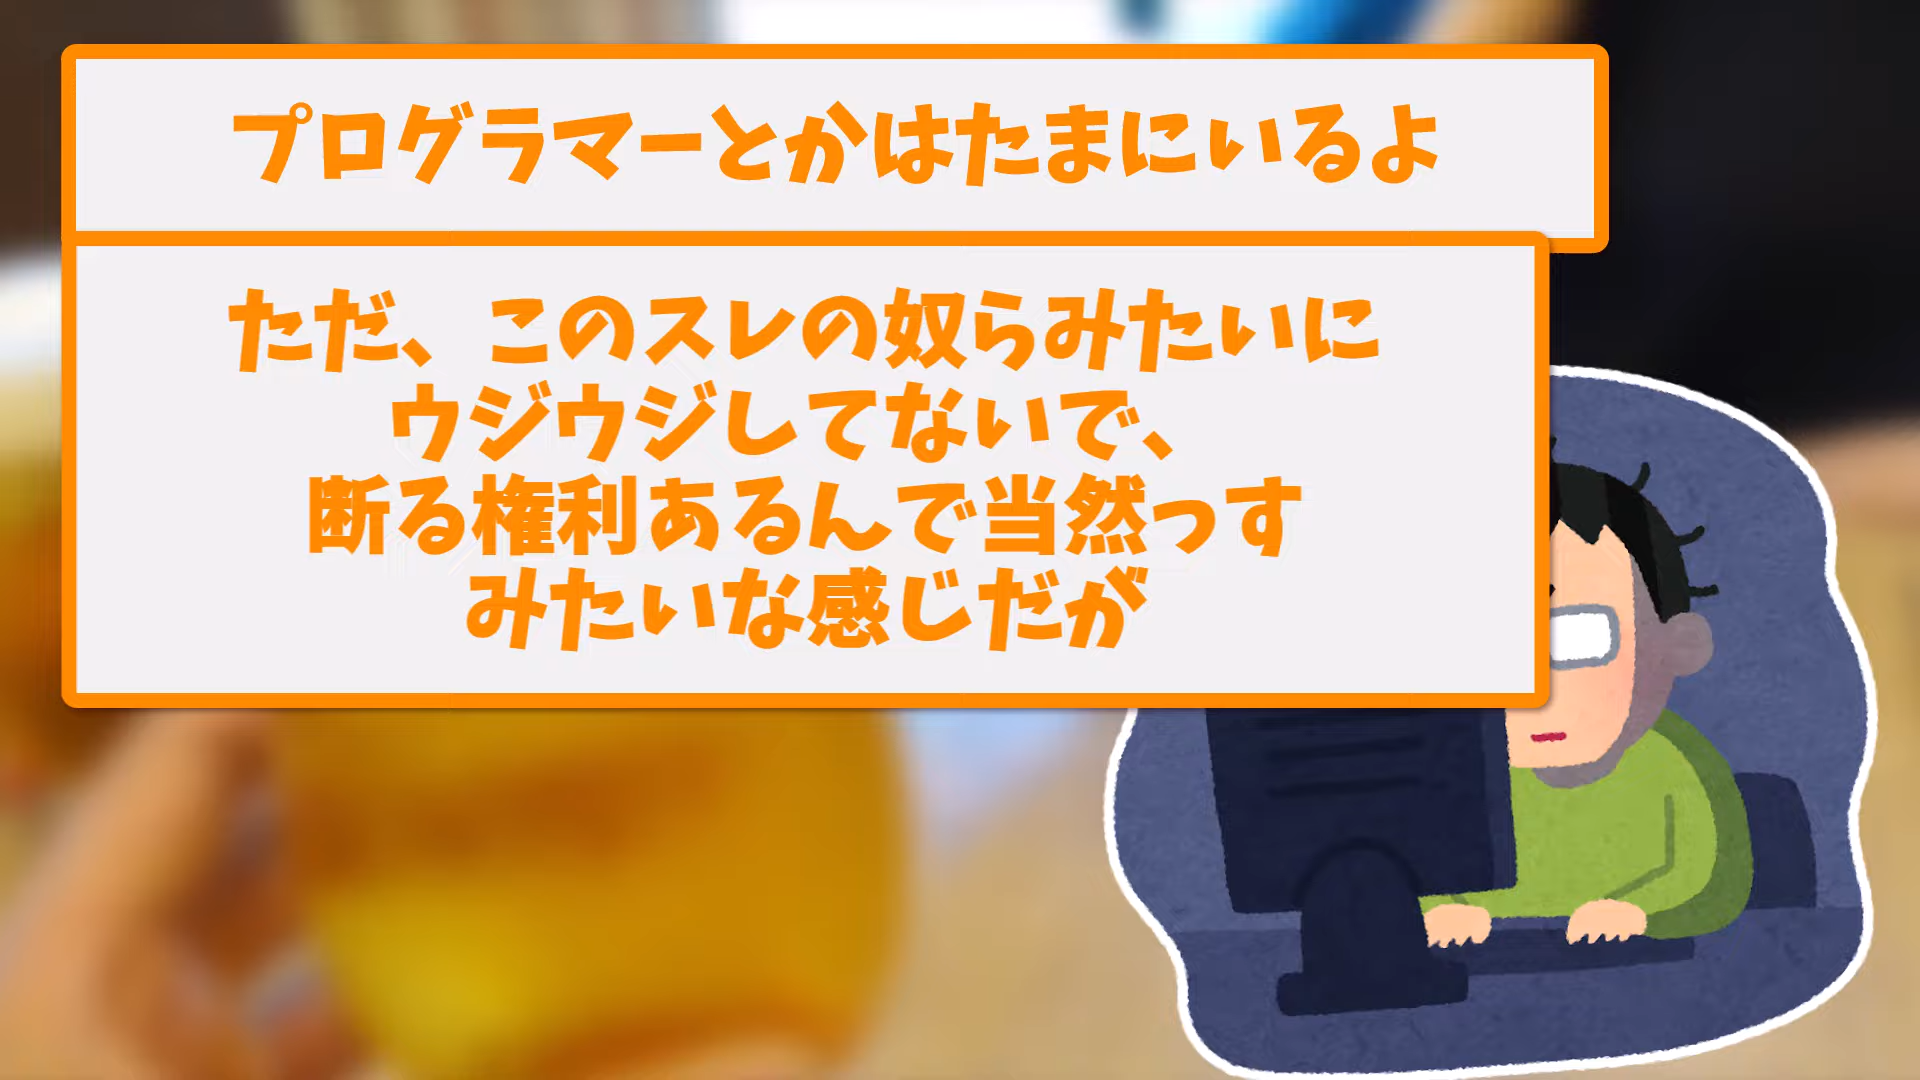 プログラマーとかはたまにいるよ
ただ、このスレの奴らみたいに
ウジウジしてないで、
断る権利あるんで当然っす
みたいな感じだが